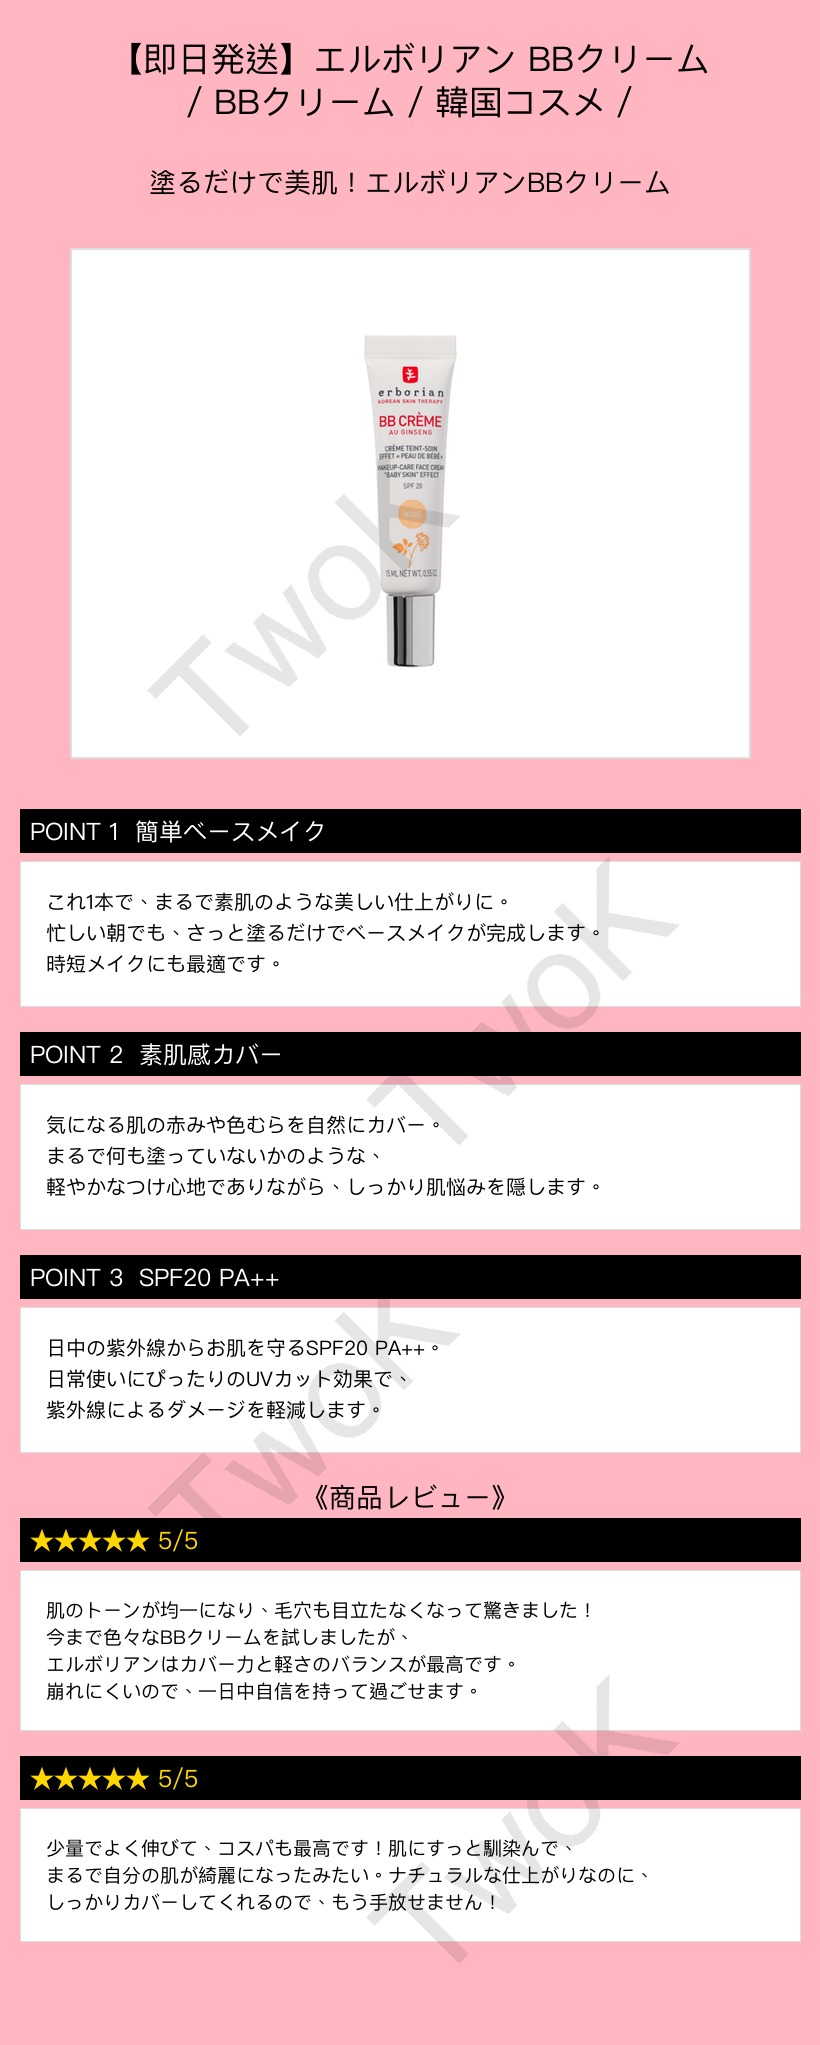 【即日発送】エルボリアン BBクリーム
/ BBクリーム / 韓国コスメ /
塗るだけで美肌！エルボリアンBBクリーム
erborian
KOREAN SKIN THERAPY
BB CRÈME
AU GINSENG
CRÈME TEINT-SOIN
EFFET « PEAU DE BÉBÉ »
MAKEUP-CARE FACE CREAM
"BABY SKIN" EFFECT
SPF 20
NUDE
15 ML NET WT. 0.55 OZ.
TwoK
POINT 1 簡単ベースメイク
これ1本で、まるで素肌のような美しい仕上がりに。
忙しい朝でも、さっと塗るだけでベースメイクが完成します。
時短メイクにも最適です。
TwoK
POINT 2 素肌感カバー
気になる肌の赤みや色むらを自然にカバー。
まるで何も塗っていないかのような、
軽やかなつけ心地でありながら、しっかり肌悩みを隠します。
POINT 3 SPF20 PA++
日中の紫外線からお肌を守るSPF20 PA++。
日常使いにぴったりのUVカット効果で、
紫外線によるダメージを軽減します。
TwoK
《商品レビュー》
★★★★★ 5/5
肌のトーンが均一になり、毛穴も目立たなくなって驚きました！
今まで色々なBBクリームを試しましたが、
エルボリアンはカバー力と軽さのバランスが最高です。
崩れにくいので、一日中自信を持って過ごせます。
★★★★★ 5/5
少量でよく伸びて、コスパも最高です！肌にすっと馴染んで、
まるで自分の肌が綺麗になったみたい。ナチュラルな仕上がりなのに、
しっかりカバーしてくれるので、もう手放せません！
TwoK